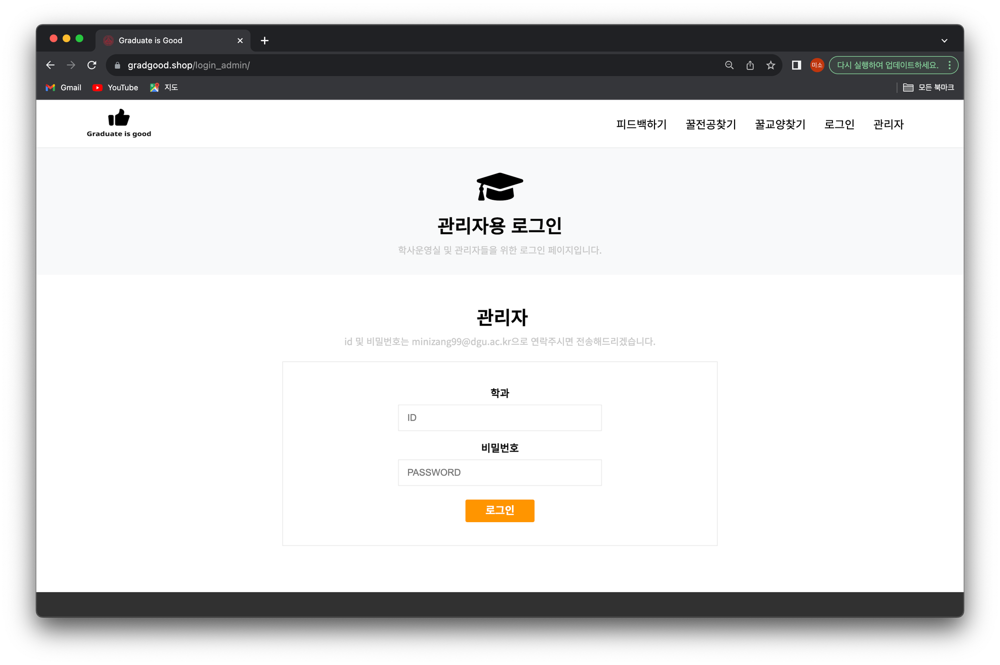 Graduate is Good
gradgood.shop/login_admin/
미소
다시 실행하여 업데이트하세요.
Gmail
YouTube
지도
모든 북마크
Graduate is good
피드백하기
꿀전공찾기
꿀교양찾기
로그인
관리자
관리자용 로그인
학사운영실 및 관리자들을 위한 로그인 페이지입니다.
관리자
id 및 비밀번호는 minizang99@dgu.ac.kr으로 연락주시면 전송해드리겠습니다.
학과
ID
비밀번호
PASSWORD
로그인